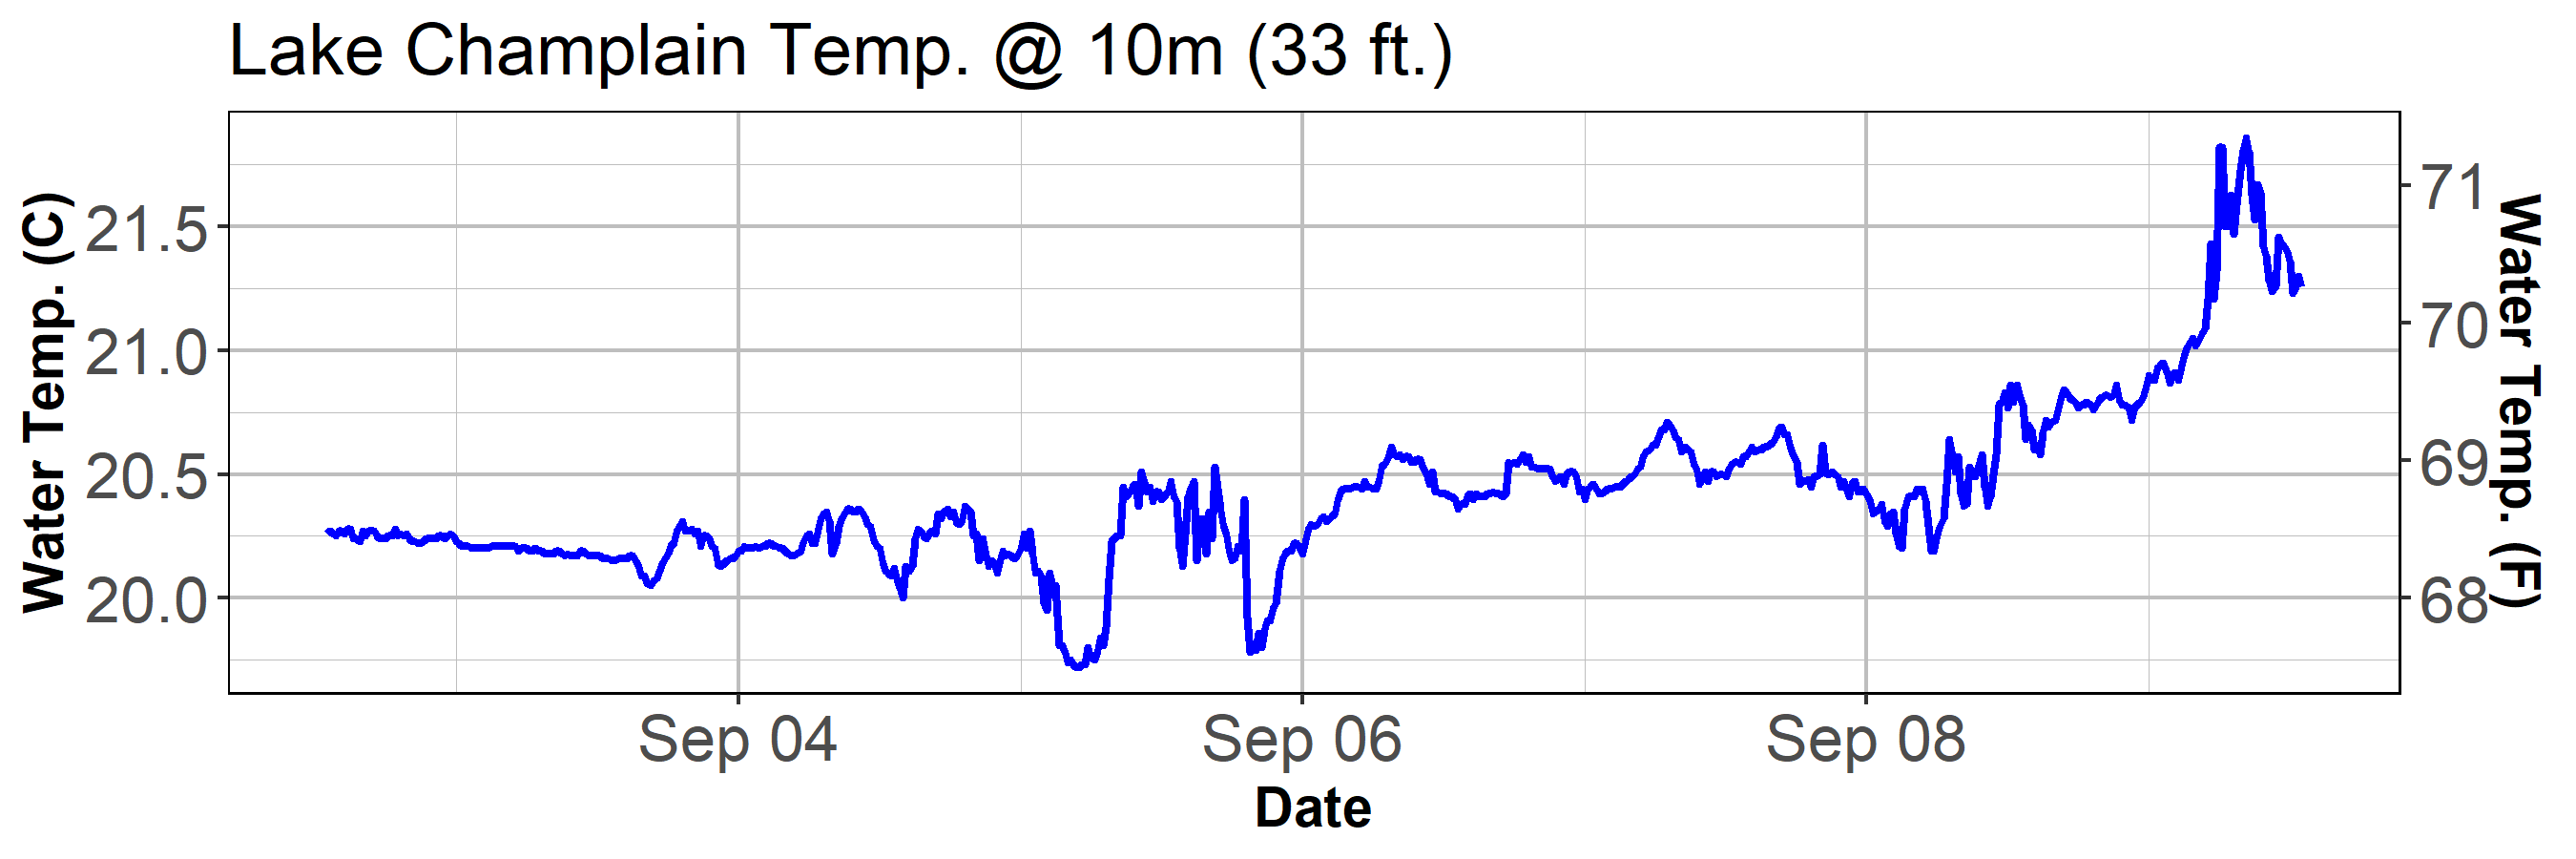 Lake Champlain Temp. @ 10m (33 ft.)
Water Temp. (C)
21.5
21.0
20.5
20.0
71
70
69
68
Water Temp. (F)
Sep 04
Sep 06
Sep 08
Date